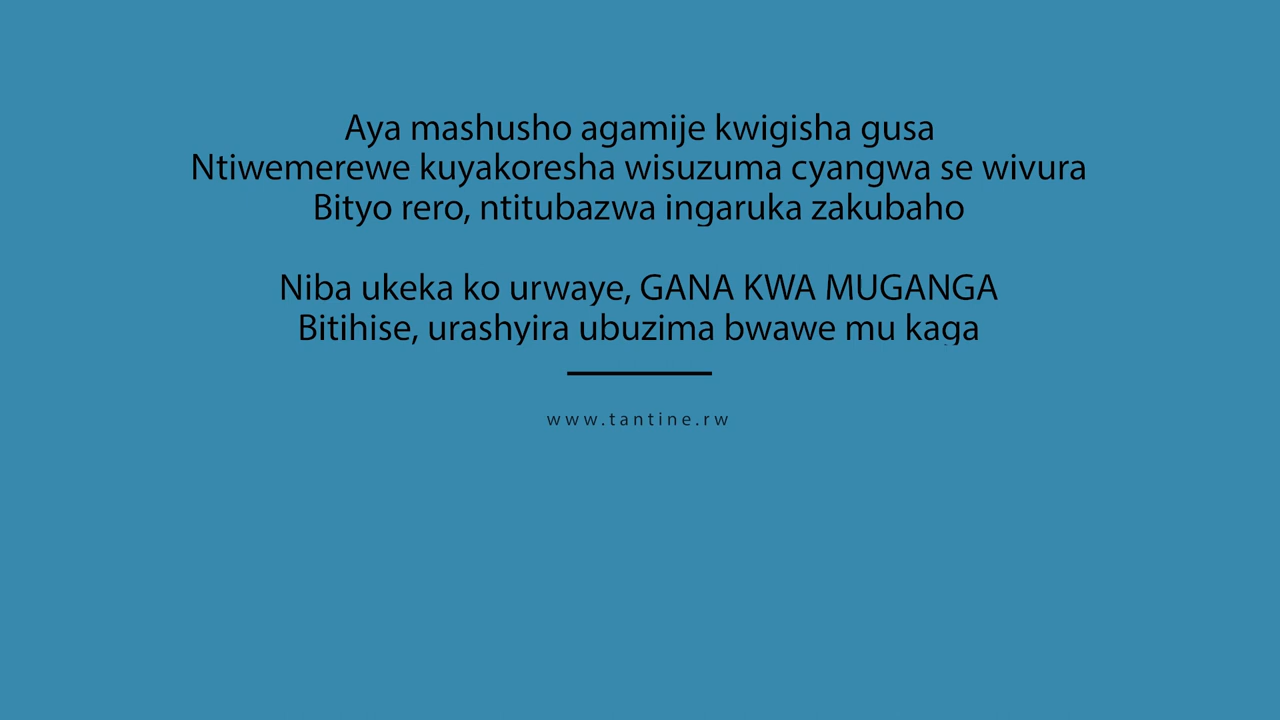 Aya mashusho agamije kwigisha gusa
Ntiwemerewe kuyakoresha wisuzuma cyangwa se wivura
Bityo rero, ntitubazwa ingaruka zakubaho
Niba ukeka ko urwaye, GANA KWA MUGANGA
Bitihise, urashyira ubuzima bwawe mu kaga
www.tantine.rw